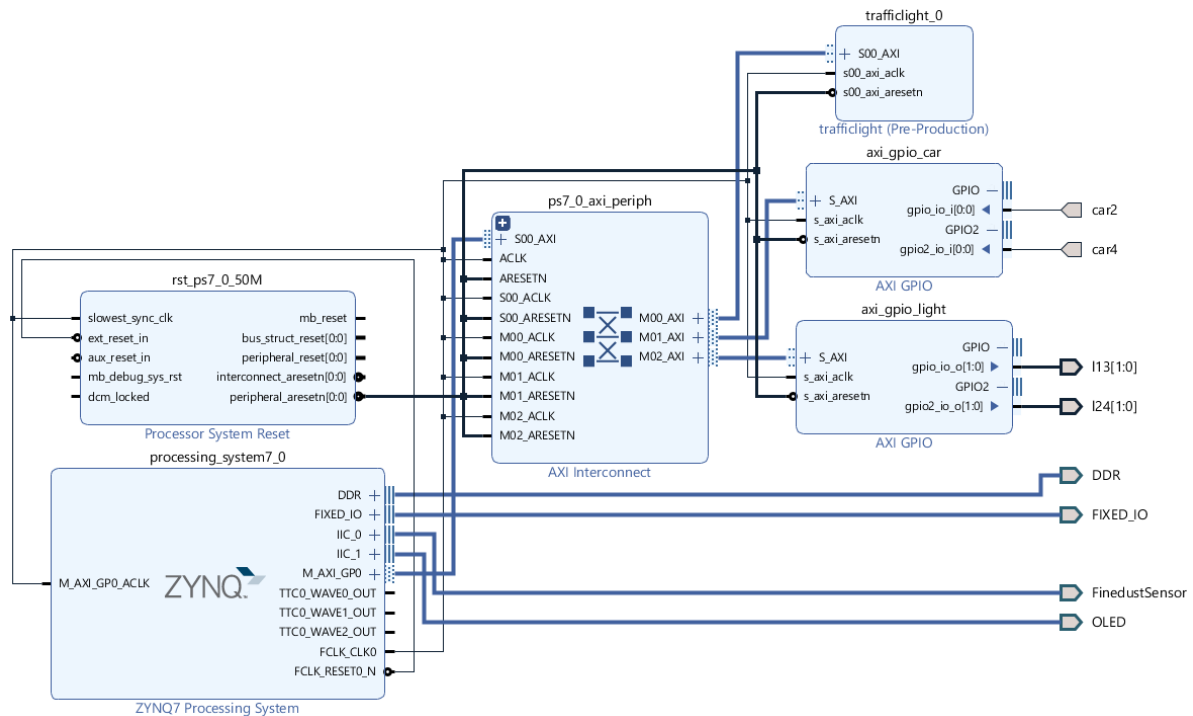 trafficlight_0
S00_AXI
s00_axi_aclk
s00_axi_aresetn
trafficlight (Pre-Production)
axi_gpio_car
S_AXI
s_axi_aclk
s_axi_aresetn
GPIO
gpio_io_i[0:0]
GPIO2
gpio2_io_i[0:0]
AXI GPIO
car2
car4
ps7_0_axi_periph
S00_AXI
ACLK
ARESETN
S00_ACLK
S00_ARESETN
M00_ACLK
M00_ARESETN
M01_ACLK
M01_ARESETN
M02_ACLK
M02_ARESETN
M00_AXI
M01_AXI
M02_AXI
AXI Interconnect
rst_ps7_0_50M
slowest_sync_clk
ext_reset_in
aux_reset_in
mb_debug_sys_rst
dcm_locked
mb_reset
bus_struct_reset[0:0]
peripheral_reset[0:0]
interconnect_aresetn[0:0]
peripheral_aresetn[0:0]
Processor System Reset
axi_gpio_light
S_AXI
s_axi_aclk
s_axi_aresetn
GPIO
gpio_io_o[1:0]
GPIO2
gpio2_io_o[1:0]
AXI GPIO
l13[1:0]
l24[1:0]
processing_system7_0
M_AXI_GP0_ACLK
ZYNQ
DDR
FIXED_IO
IIC_0
IIC_1
M_AXI_GP0
TTC0_WAVE0_OUT
TTC0_WAVE1_OUT
TTC0_WAVE2_OUT
FCLK_CLK0
FCLK_RESET0_N
ZYNQ7 Processing System
DDR
FIXED_IO
FinedustSensor
OLED